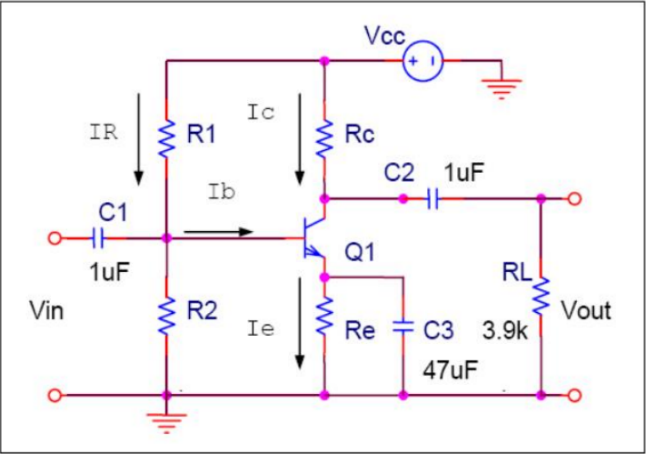 Vcc
+ -
Ic
IR
R1
Rc
C2
1uF
Ib
C1
Q1
1uF
RL
Vin
R2
Ie
Re
C3
3.9k
Vout
47uF